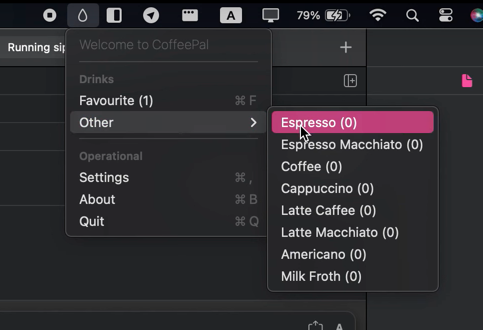 A
79%
Running sip
Welcome to CoffeePal
Drinks
Favourite (1) ⌘ F
Other
Operational
Settings ⌘ ,
About ⌘ B
Quit ⌘ Q
Espresso (0)
Espresso Macchiato (0)
Coffee (0)
Cappuccino (0)
Latte Caffee (0)
Latte Macchiato (0)
Americano (0)
Milk Froth (0)